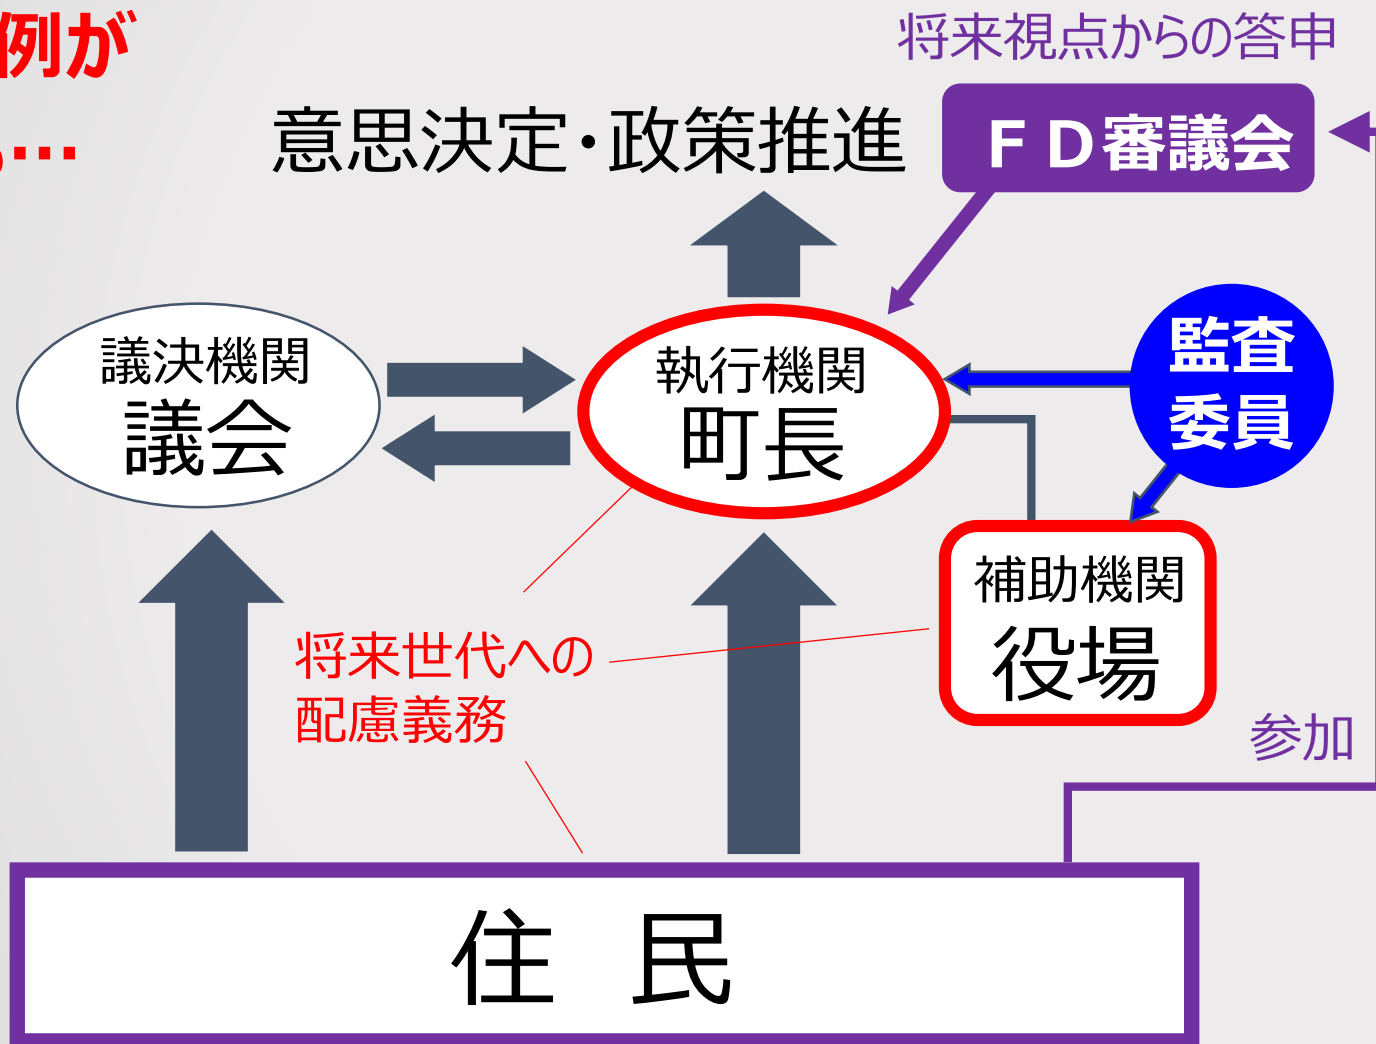 例が
…
将来視点からの答申
意思決定・政策推進
ＦＤ審議会
議決機関
議会
執行機関
町長
監査
委員
補助機関
役場
将来世代への
配慮義務
参加
住　民